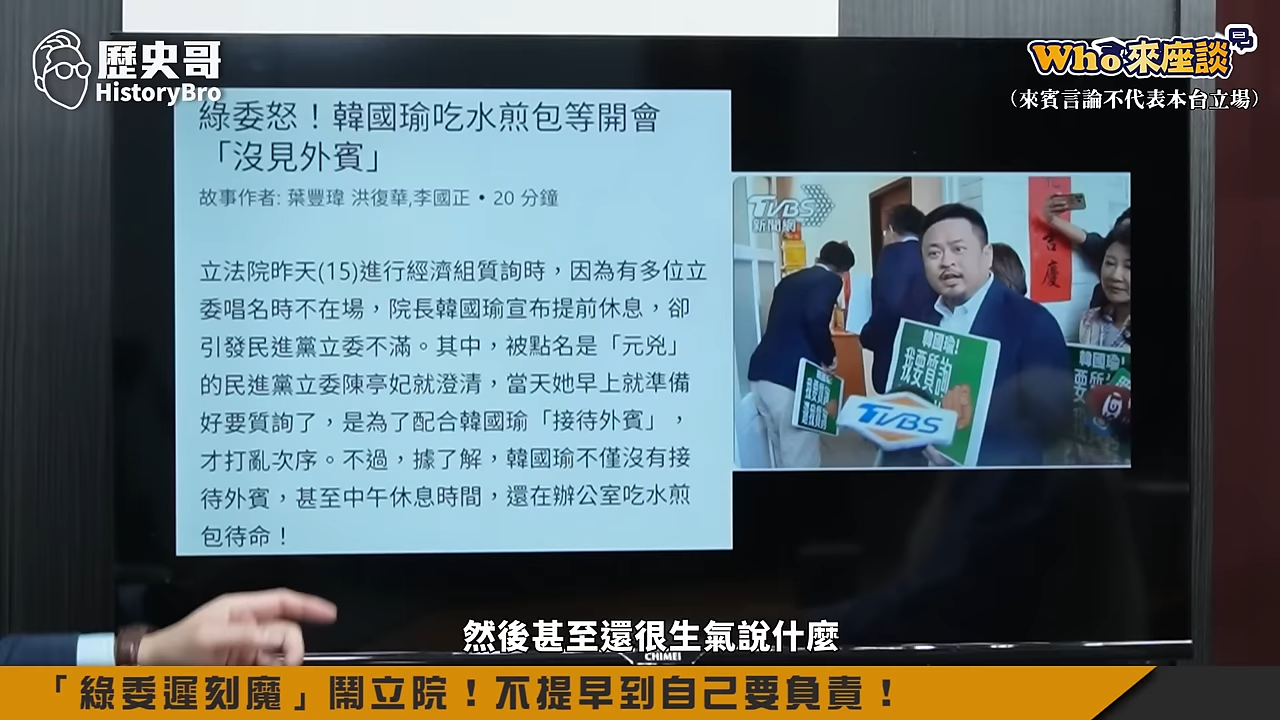 歷史哥
HistoryBro
Who來座談
（來賓言論不代表本台立場）
綠委怒！韓國瑜吃水煎包等開會
「沒見外賓」
故事作者: 葉豐瑋 洪復華,李國正 • 20 分鐘
立法院昨天(15)進行經濟組質詢時，因為有多位立
委唱名時不在場，院長韓國瑜宣布提前休息，卻
引發民進黨立委不滿。其中，被點名是「元兇」
的民進黨立委陳亭妃就澄清，當天她早上就準備
好要質詢了，是為了配合韓國瑜「接待外賓」，
才打亂次序。不過，據了解，韓國瑜不僅沒有接
待外賓，甚至中午休息時間，還在辦公室吃水煎
包待命！
TVBS
新聞網
吉慶
韓國瑜!
我要質詢
TVBS
韓國瑜!
然後甚至還很生氣說什麼
CHIMEI
「綠委遲刻魔」鬧立院！不提早到自己要負責！